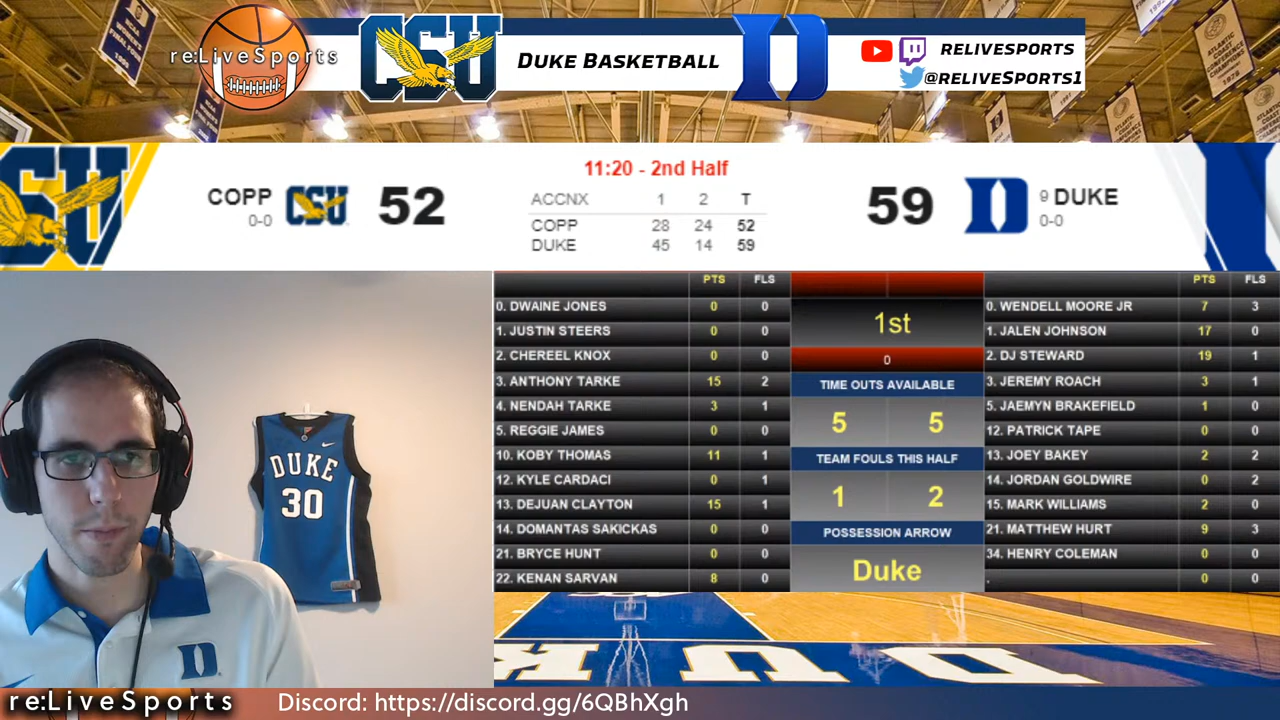 re:LiveSports
CSU
DUKE BASKETBALL
D
RELIVESPORTS
@RELIVESPORTS1
ATLANTIC COAST CONFERENCE CHAMPIONS
11:20 - 2nd Half
COPP CSU 52
0-0
ACCNX 1 2 T
COPP 28 24 52
DUKE 45 14 59
59 D 9 DUKE
0-0
PTS FLS
0. DWAINE JONES 0 0
1. JUSTIN STEERS 0 0
2. CHEREEL KNOX 0 0
3. ANTHONY TARKE 15 2
4. NENDAH TARKE 3 1
5. REGGIE JAMES 0 0
10. KOBY THOMAS 11 1
12. KYLE CARDACI 0 1
13. DEJUAN CLAYTON 15 1
14. DOMANTAS SAKICKAS 0 0
21. BRYCE HUNT 0 0
22. KENAN SARVAN 8 0
1st
0
TIME OUTS AVAILABLE
5 5
TEAM FOULS THIS HALF
1 2
POSSESSION ARROW
Duke
PTS FLS
0. WENDELL MOORE JR 7 3
1. JALEN JOHNSON 17 0
2. DJ STEWARD 19 1
3. JEREMY ROACH 3 1
5. JAEMYN BRAKEFIELD 1 0
12. PATRICK TAPE 0 0
13. JOEY BAKEY 2 2
14. JORDAN GOLDWIRE 0 2
15. MARK WILLIAMS 2 0
21. MATTHEW HURT 9 3
34. HENRY COLEMAN 0 0
. 0 0
DUKE
30
D
DUK
re:LiveSports
Discord: https://discord.gg/6QBhXgh